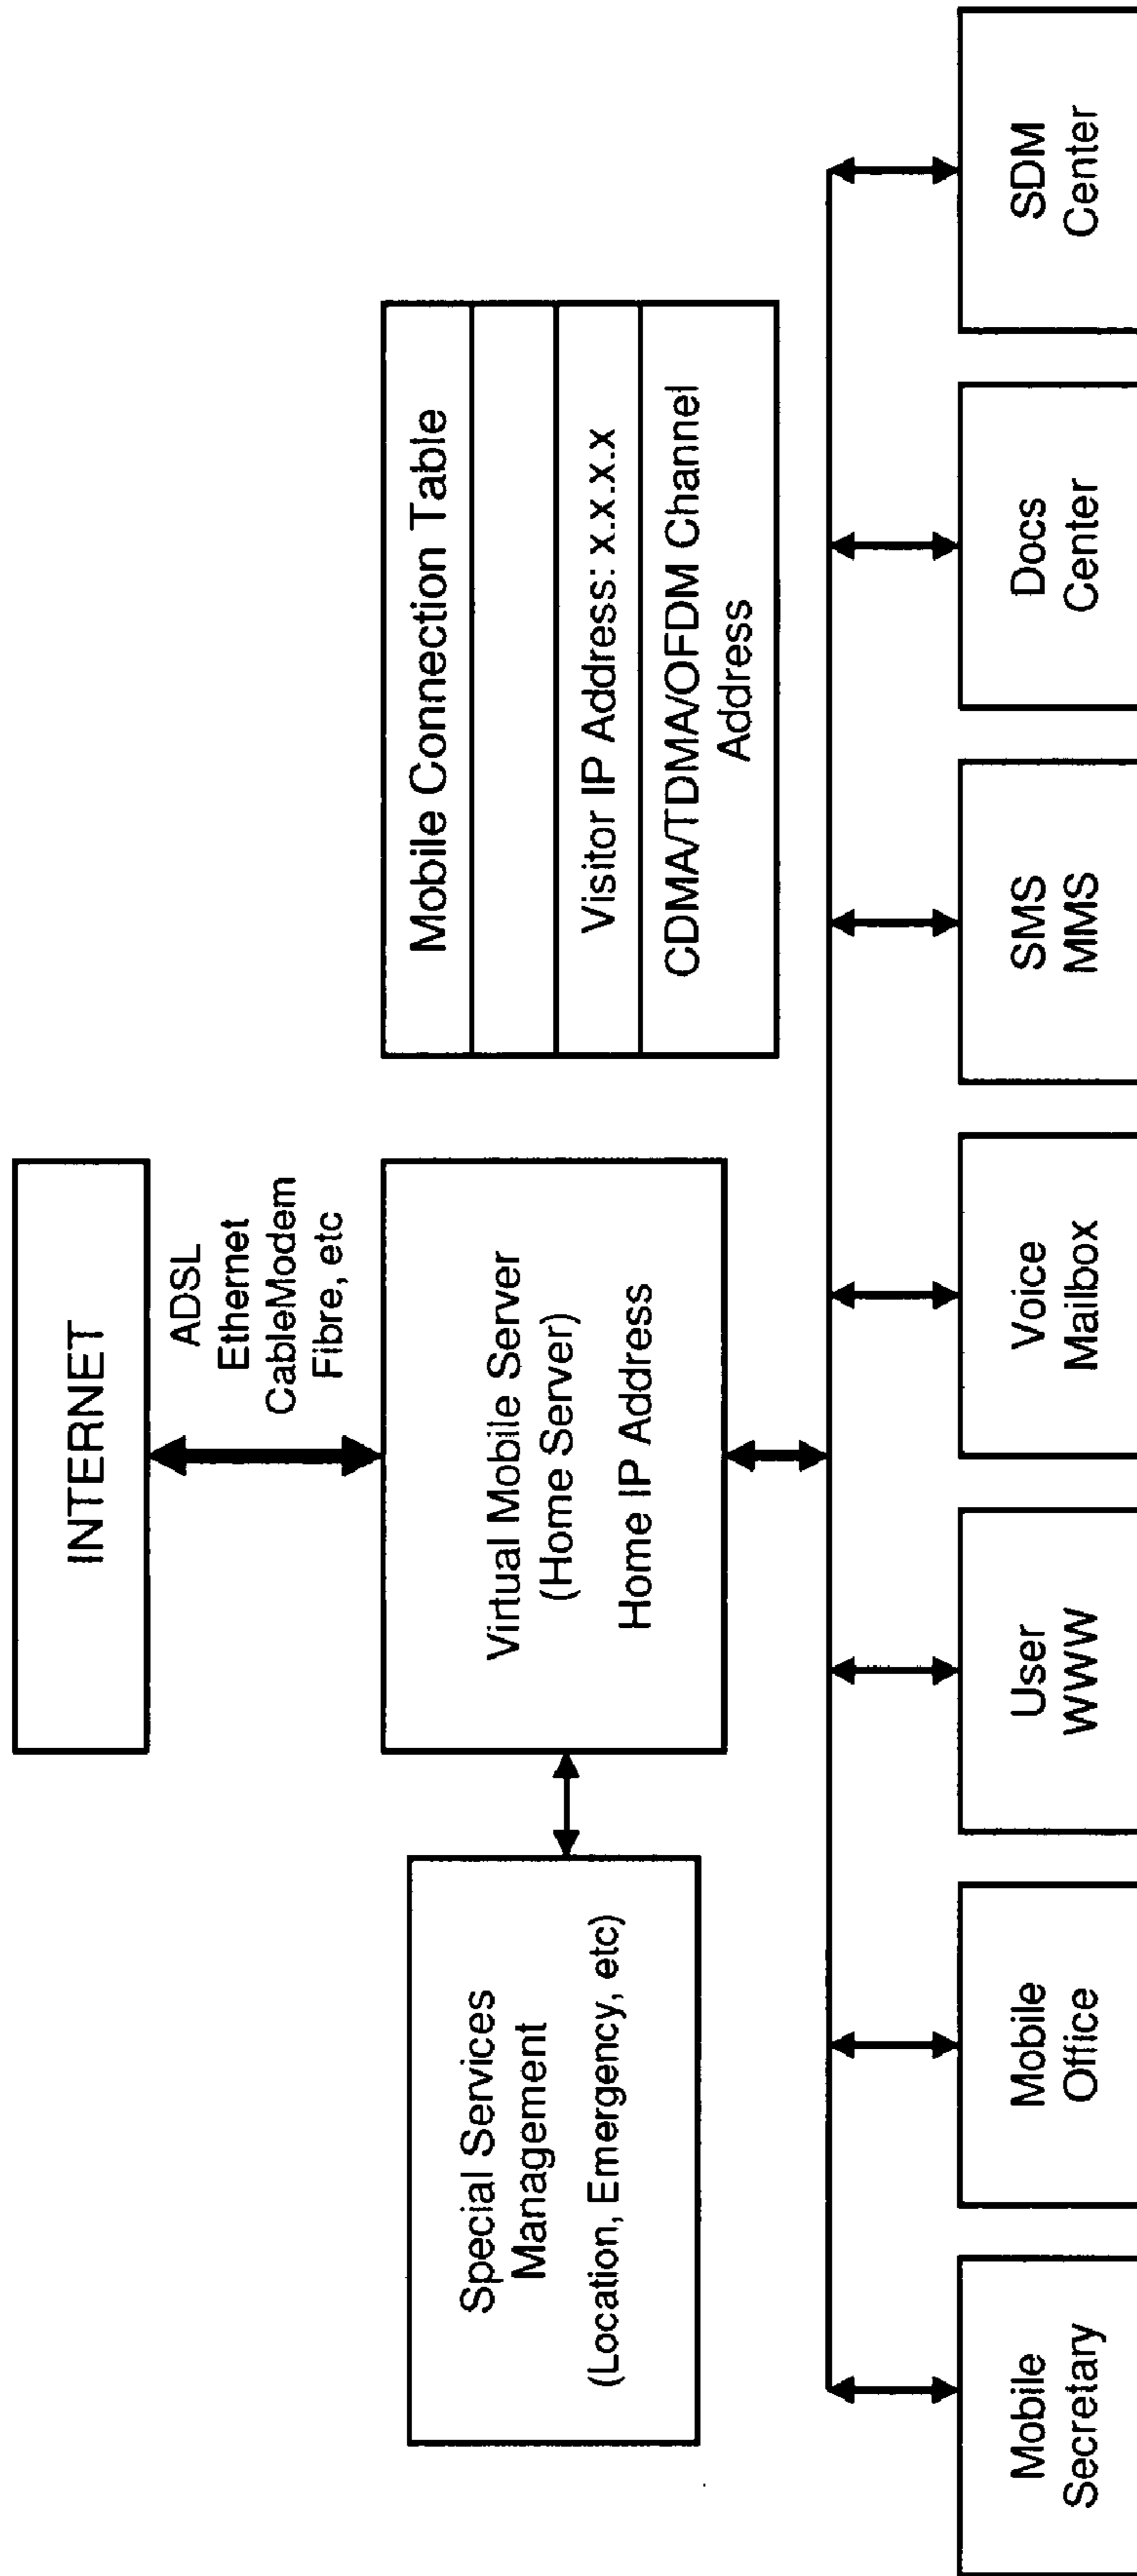 INTERNET
ADSL
Ethernet
CableModem
Fibre, etc
Special Services
Management
(Location, Emergency, etc)
Virtual Mobile Server
(Home Server)
Home IP Address
Mobile Connection Table
Visitor IP Address: x.x.x.x
CDMA/TDMA/OFDM Channel
Address
Mobile
Secretary
Mobile
Office
User
WWW
Voice
Mailbox
SMS
MMS
Docs
Center
SDM
Center